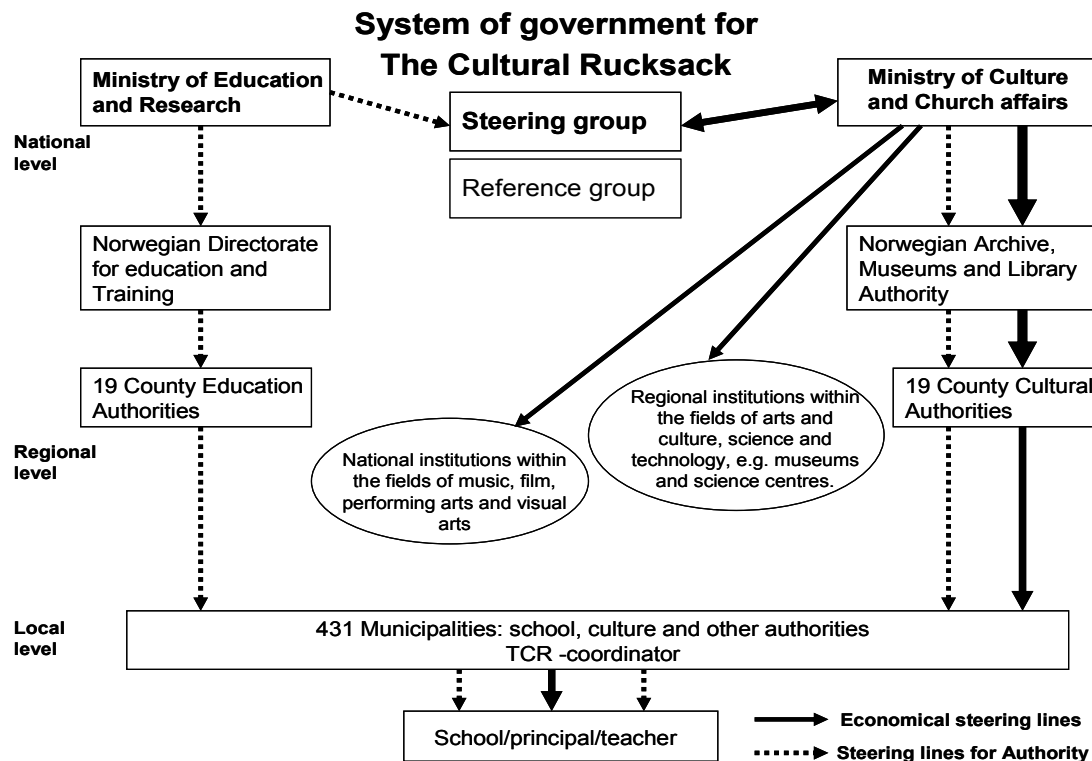 System of government for
The Cultural Rucksack
Ministry of Education
and Research
Steering group
Ministry of Culture
and Church affairs
National
level
Reference group
Norwegian Directorate
for education and
Training
Norwegian Archive,
Museums and Library
Authority
19 County Education
Authorities
Regional institutions within
the fields of arts and
culture, science and
technology, e.g. museums
and science centres.
19 County Cultural
Authorities
Regional
level
National institutions within
the fields of music, film,
performing arts and visual
arts
Local
level
431 Municipalities: school, culture and other authorities
TCR -coordinator
School/principal/teacher
Economical steering lines
Steering lines for Authority